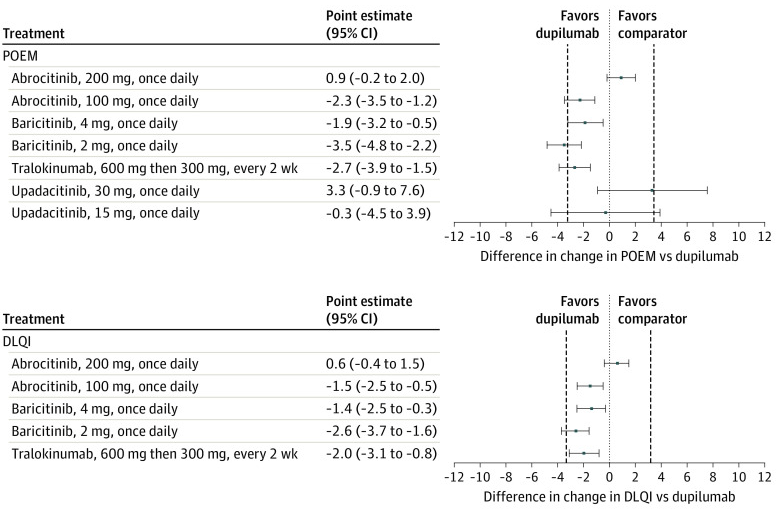 Treatment Point estimate (95% CI) Favors dupilumab Favors comparator
POEM
Abrocitinib, 200 mg, once daily 0.9 (-0.2 to 2.0)
Abrocitinib, 100 mg, once daily -2.3 (-3.5 to -1.2)
Baricitinib, 4 mg, once daily -1.9 (-3.2 to -0.5)
Baricitinib, 2 mg, once daily -3.5 (-4.8 to -2.2)
Tralokinumab, 600 mg then 300 mg, every 2 wk -2.7 (-3.9 to -1.5)
Upadacitinib, 30 mg, once daily 3.3 (-0.9 to 7.6)
Upadacitinib, 15 mg, once daily -0.3 (-4.5 to 3.9)
-12 -10 -8 -6 -4 -2 0 2 4 6 8 10 12
Difference in change in POEM vs dupilumab
Treatment Point estimate (95% CI) Favors dupilumab Favors comparator
DLQI
Abrocitinib, 200 mg, once daily 0.6 (-0.4 to 1.5)
Abrocitinib, 100 mg, once daily -1.5 (-2.5 to -0.5)
Baricitinib, 4 mg, once daily -1.4 (-2.5 to -0.3)
Baricitinib, 2 mg, once daily -2.6 (-3.7 to -1.6)
Tralokinumab, 600 mg then 300 mg, every 2 wk -2.0 (-3.1 to -0.8)
-12 -10 -8 -6 -4 -2 0 2 4 6 8 10 12
Difference in change in DLQI vs dupilumab